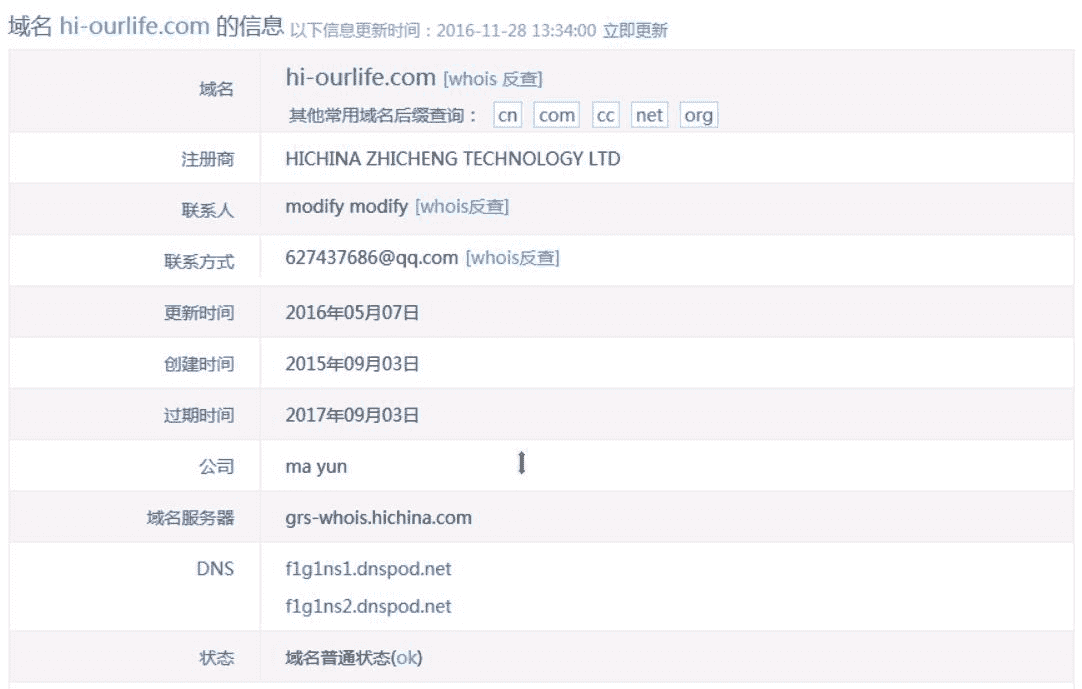 域名 hi-ourlife.com 的信息 以下信息更新时间：2016-11-28 13:34:00 立即更新
域名 hi-ourlife.com [whois 反查]
其他常用域名后缀查询： cn com cc net org
注册商 HICHINA ZHICHENG TECHNOLOGY LTD
联系人 modify modify [whois反查]
联系方式 627437686@qq.com [whois反查]
更新时间 2016年05月07日
创建时间 2015年09月03日
过期时间 2017年09月03日
公司 ma yun
域名服务器 grs-whois.hichina.com
DNS f1g1ns1.dnspod.net
f1g1ns2.dnspod.net
状态 域名普通状态(ok)